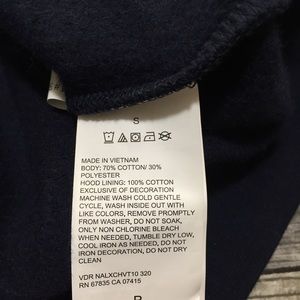 S
MADE IN VIETNAM
BODY: 70% COTTON/ 30%
POLYESTER
HOOD LINING: 100% COTTON
EXCLUSIVE OF DECORATION
MACHINE WASH COLD GENTLE
CYCLE, WASH INSIDE OUT WITH
LIKE COLORS, REMOVE PROMPTLY
FROM WASHER, DO NOT SOAK,
ONLY NON CHLORINE BLEACH
WHEN NEEDED, TUMBLE DRY LOW,
COOL IRON AS NEEDED, DO NOT
IRON DECORATION, DO NOT DRY
CLEAN
VDR NALXCHVT10 320
RN 67835 CA 07415